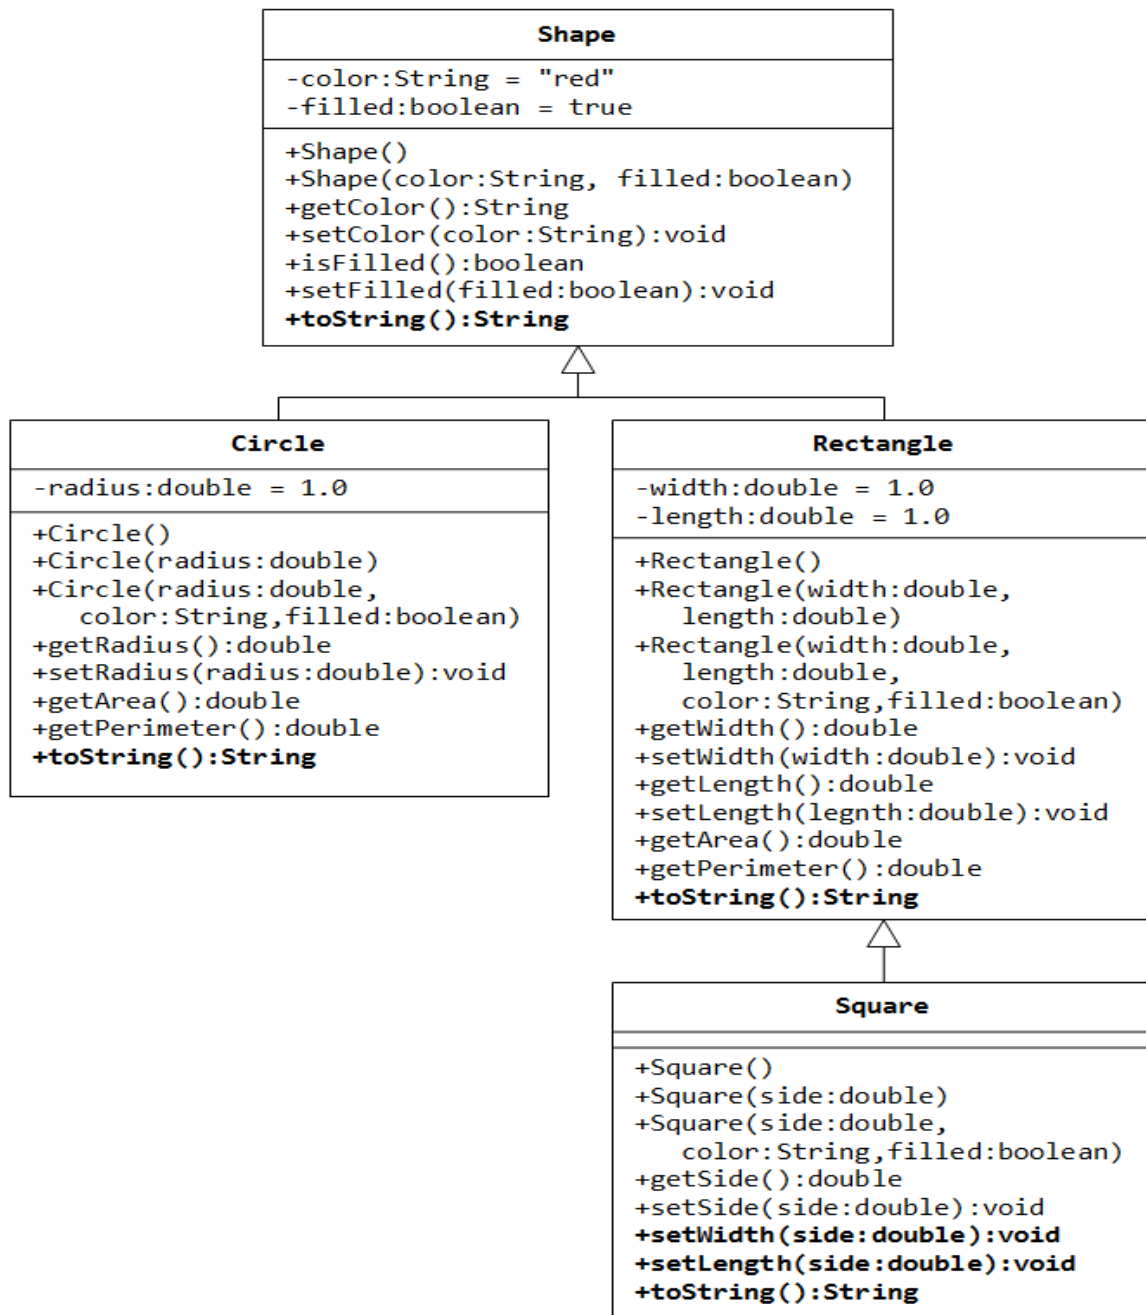 Shape
-color:String = "red"
-filled:boolean = true
+Shape()
+Shape(color:String, filled:boolean)
+getColor():String
+setColor(color:String):void
+isFilled():boolean
+setFilled(filled:boolean):void
+toString():String
Circle
-radius:double = 1.0
+Circle()
+Circle(radius:double)
+Circle(radius:double,
color:String,filled:boolean)
+getRadius():double
+setRadius(radius:double):void
+getArea():double
+getPerimeter():double
+toString():String
Rectangle
-width:double = 1.0
-length:double = 1.0
+Rectangle()
+Rectangle(width:double,
length:double)
+Rectangle(width:double,
length:double,
color:String,filled:boolean)
+getWidth():double
+setWidth(width:double):void
+getLength():double
+setLength(legnth:double):void
+getArea():double
+getPerimeter():double
+toString():String
Square
+Square()
+Square(side:double)
+Square(side:double,
color:String,filled:boolean)
+getSide():double
+setSide(side:double):void
+setWidth(side:double):void
+setLength(side:double):void
+toString():String